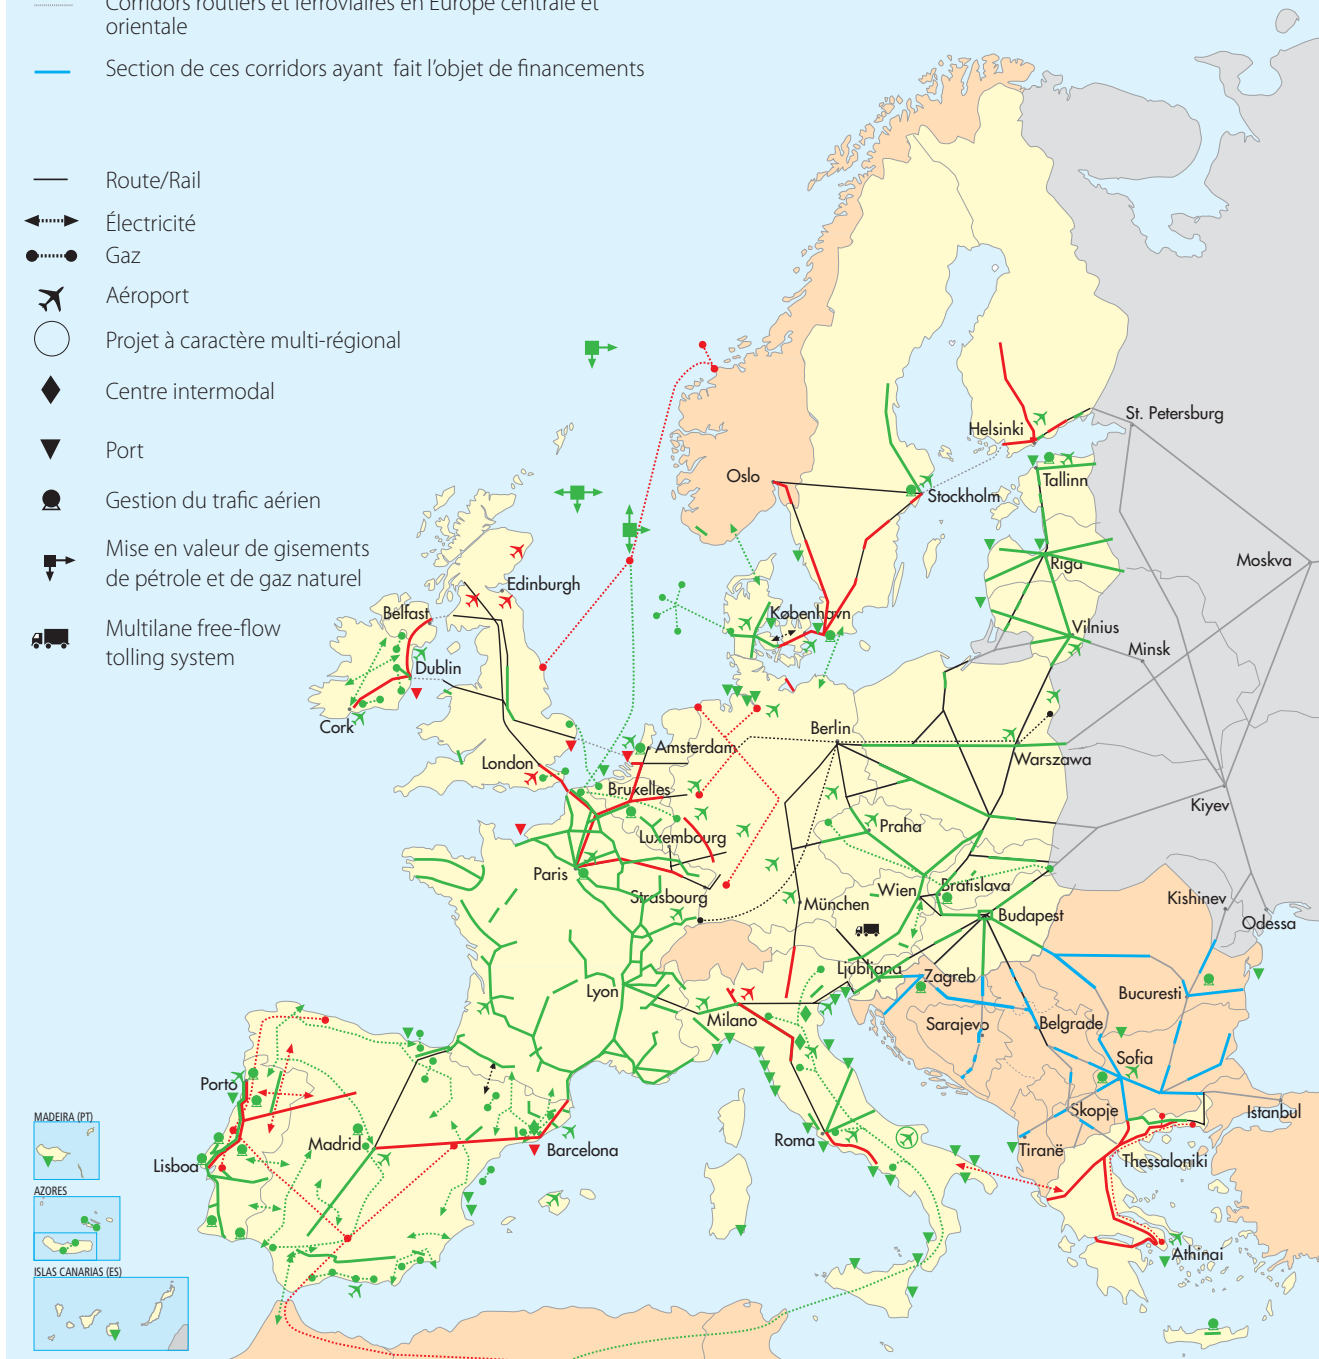 Corridors routiers et ferroviaires en Europe centrale et
orientale
Section de ces corridors ayant fait l’objet de financements
Route/Rail
Électricité
Gaz
Aéroport
Projet à caractère multi-régional
Centre intermodal
Port
Gestion du trafic aérien
Mise en valeur de gisements
de pétrole et de gaz naturel
Multilane free-flow
tolling system
St. Petersburg
Helsinki
Oslo
Tallinn
Stockholm
Moskva
Riga
Edinburgh
Belfast
København
Vilnius
Minsk
Dublin
Cork
Berlin
Amsterdam
Warszawa
London
Bruxelles
Kiyev
Praha
Luxembourg
Paris
Strasbourg
Wien
Bratislava
München
Kishinev
Budapest
Odessa
Ljubljana
Zagreb
Lyon
Bucuresti
Milano
Sarajevo
Belgrade
Sofia
Porto
Skopje
Istanbul
MADEIRA (PT)
Madrid
Roma
Barcelona
Tiranë
Thessaloniki
Lisboa
AZORES
Athinai
ISLAS CANARIAS (ES)